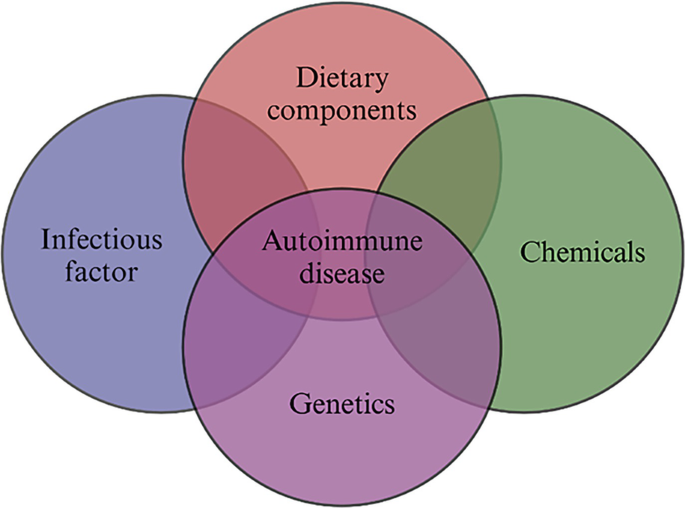 Dietary
components
Infectious
factor
Autoimmune
disease
Chemicals
Genetics